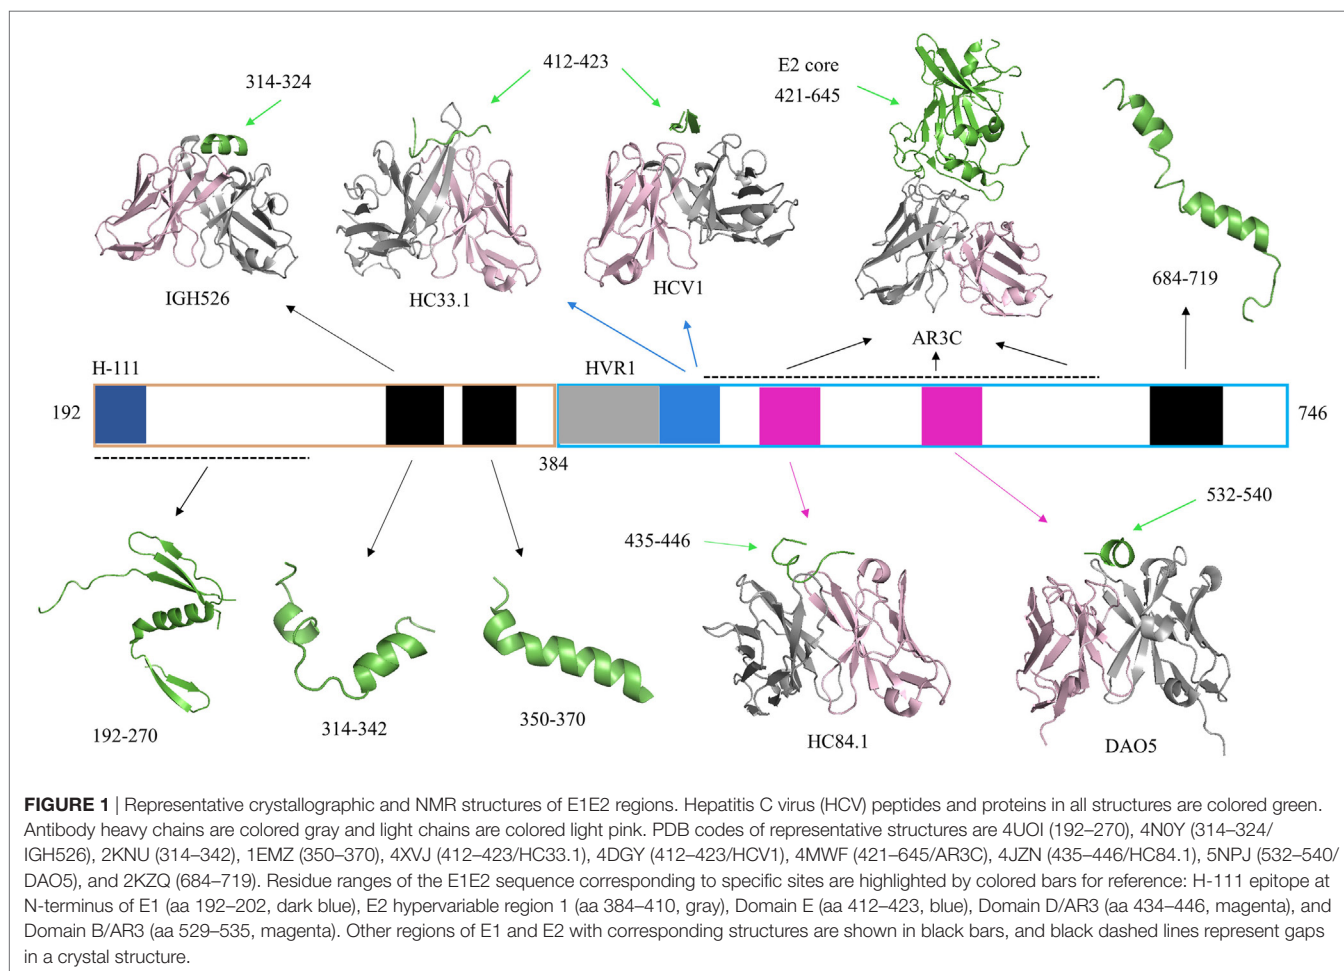 314–324
412–423
E2 core
421-645
IGH526
HC33.1
HCV1
AR3C
684–719
H-111
HVR1
192
746
384
532–540
435–446
192–270
314–342
350–370
HC84.1
DAO5
FIGURE 1 | Representative crystallographic and NMR structures of E1E2 regions. Hepatitis C virus (HCV) peptides and proteins in all structures are colored green.
Antibody heavy chains are colored gray and light chains are colored light pink. PDB codes of representative structures are 4UOI (192–270), 4N0Y (314–324/
IGH526), 2KNU (314–342), 1EMZ (350–370), 4XVJ (412–423/HC33.1), 4DGY (412–423/HCV1), 4MWF (421–645/AR3C), 4JZN (435–446/HC84.1), 5NPJ (532–540/
DAO5), and 2KZQ (684–719). Residue ranges of the E1E2 sequence corresponding to specific sites are highlighted by colored bars for reference: H-111 epitope at
N-terminus of E1 (aa 192–202, dark blue), E2 hypervariable region 1 (aa 384–410, gray), Domain E (aa 412–423, blue), Domain D/AR3 (aa 434–446, magenta), and
Domain B/AR3 (aa 529–535, magenta). Other regions of E1 and E2 with corresponding structures are shown in black bars, and black dashed lines represent gaps
in a crystal structure.